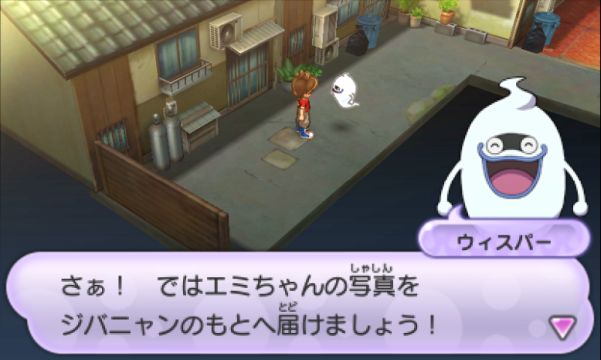 ウィスパー
さぁ！　ではエミちゃんの写真を
ジバニャンのもとへ届けましょう！